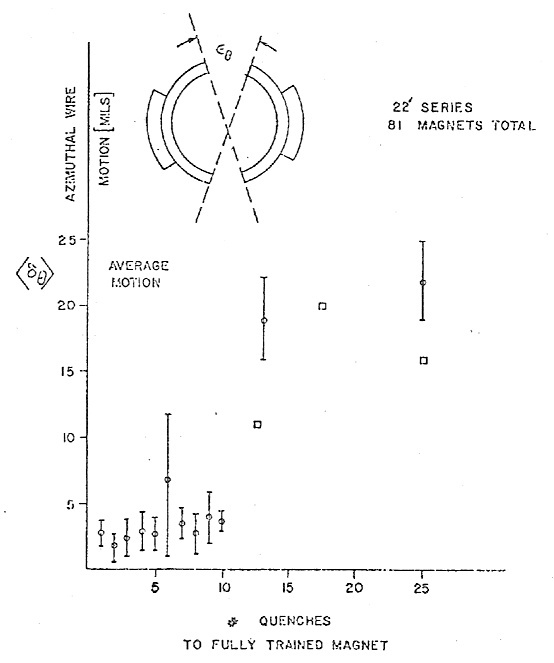 ϵθ
22' SERIES
81 MAGNETS TOTAL
AZIMUTHAL WIRE
MOTION [MILS]
⟨δθ⟩
AVERAGE
MOTION
25
20
15
10
5
5
10
15
20
25
# QUENCHES
TO FULLY TRAINED MAGNET